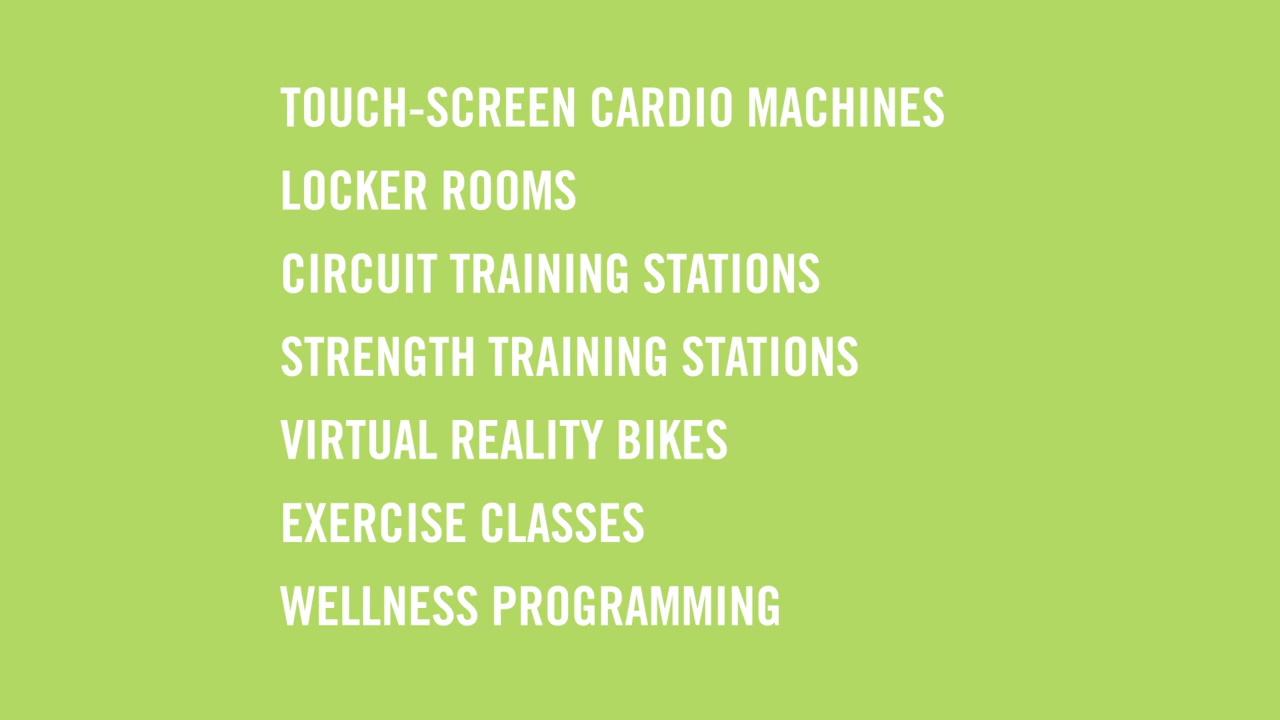 TOUCH-SCREEN CARDIO MACHINES
LOCKER ROOMS
CIRCUIT TRAINING STATIONS
STRENGTH TRAINING STATIONS
VIRTUAL REALITY BIKES
EXERCISE CLASSES
WELLNESS PROGRAMMING